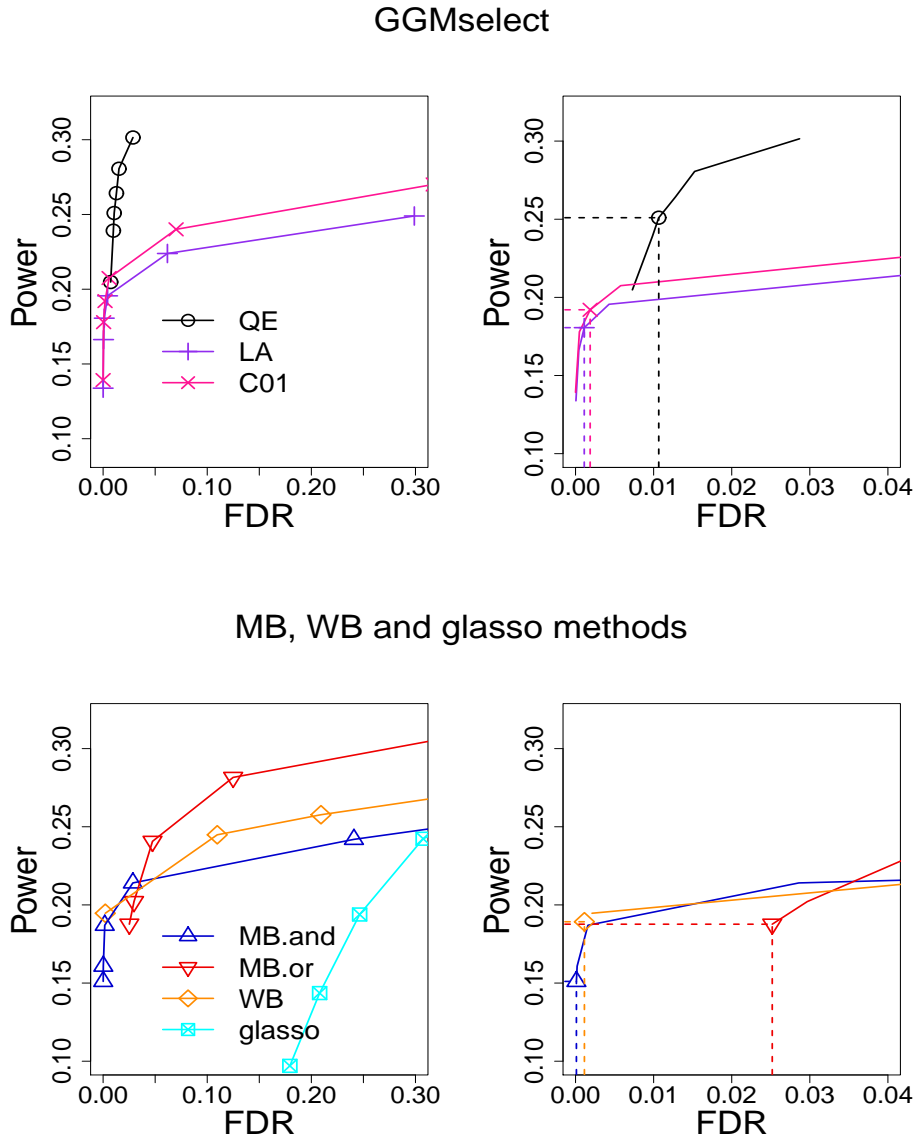 GGMselect
Power
0.10 0.15 0.20 0.25 0.30
QE
LA
C01
0.00 0.10 0.20 0.30
FDR
Power
0.10 0.15 0.20 0.25 0.30
0.00 0.01 0.02 0.03 0.04
FDR
MB, WB and glasso methods
Power
0.10 0.15 0.20 0.25 0.30
MB.and
MB.or
WB
glasso
0.00 0.10 0.20 0.30
FDR
Power
0.10 0.15 0.20 0.25 0.30
0.00 0.01 0.02 0.03 0.04
FDR